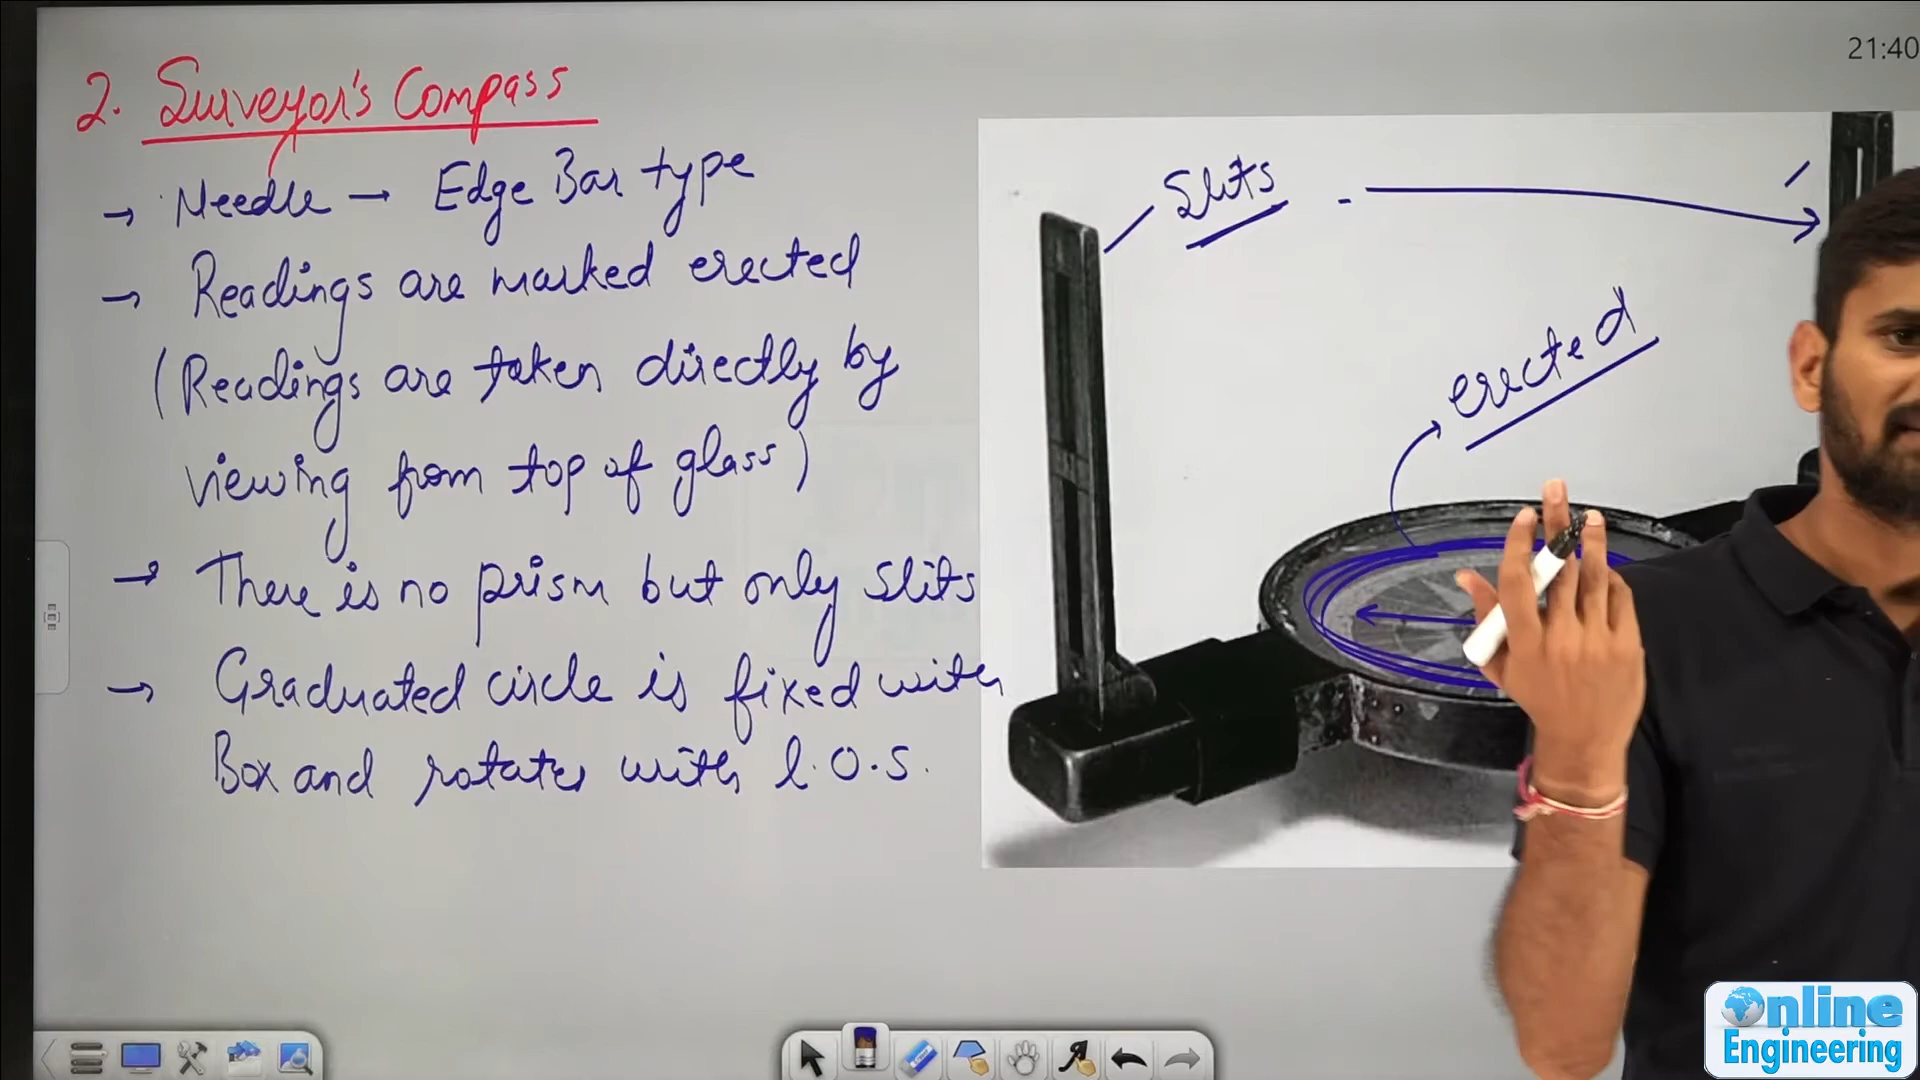 21:40
2. Surveyor's Compass
→ Needle → Edge Bar type
→ Readings are marked erected
(Readings are taken directly by
viewing from top of glass)
→ There is no prism but only Slits
→ Graduated circle is fixed with
Box and rotates with l.O.S.
Slits
erected
Online
Engineering